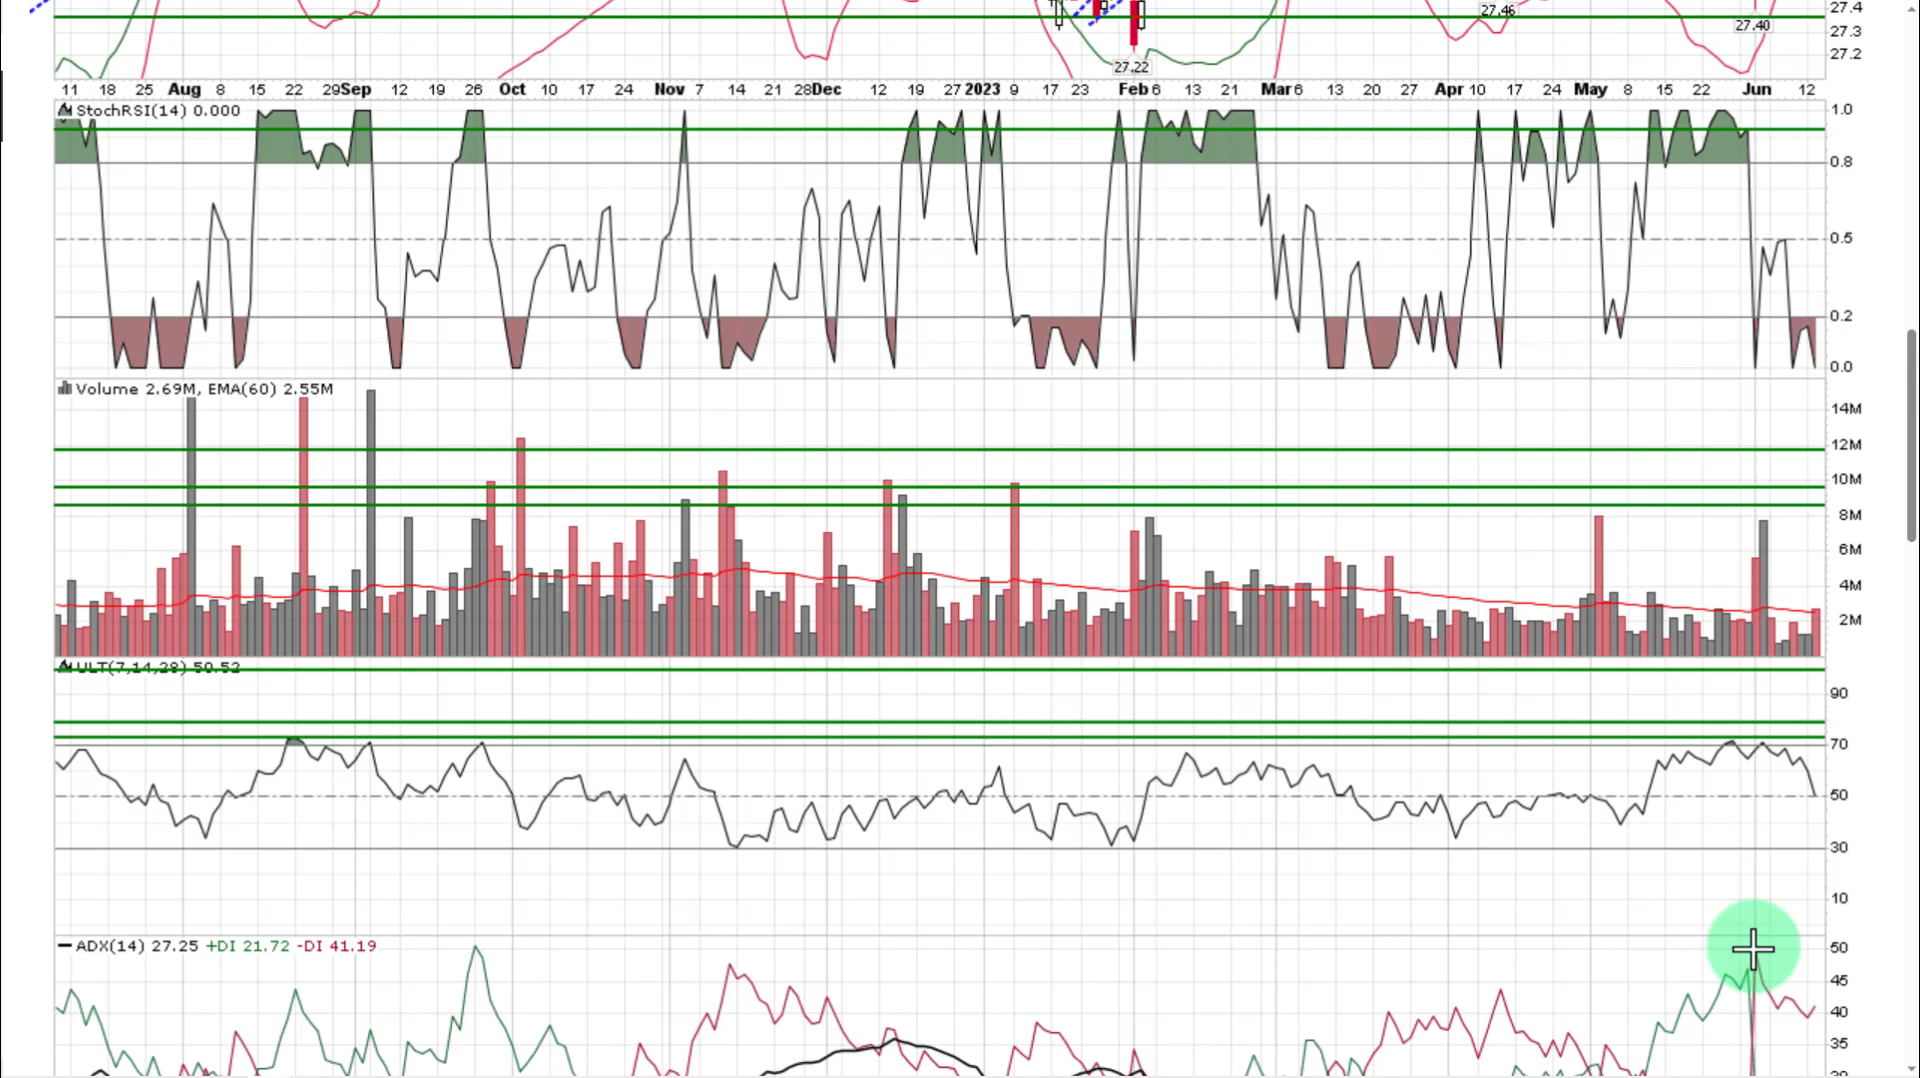 27.4
27.46
27.40
27.3
27.2
27.22
11 18 25 Aug 8 15 22 29Sep 12 19 26 Oct 10 17 24 Nov 7 14 21 28Dec 12 19 27 2023 9 17 23 Feb 6 13 21 Mar 6 13 20 27 Apr 10 17 24 May 8 15 22 Jun 12
StochRSI(14) 0.000
1.0
0.8
0.5
0.2
0.0
Volume 2.69M, EMA(60) 2.55M
14M
12M
10M
8M
6M
4M
2M
ULT(7,14,28) 50.52
90
70
50
30
10
ADX(14) 27.25 +DI 21.72 -DI 41.19
50
45
40
35
30